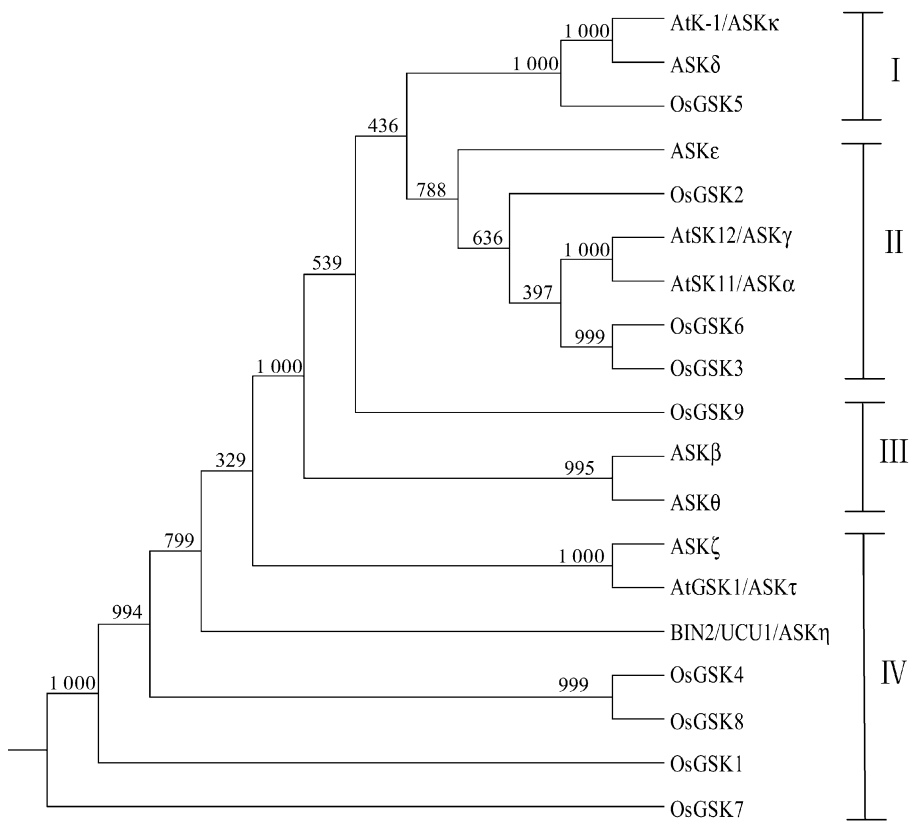 AtK-1/ASKκ
1 000
ASKδ
1 000
I
OsGSK5
436
ASKε
788
OsGSK2
636
AtSK12/ASKγ
1 000
II
539
AtSK11/ASKα
397
OsGSK6
999
OsGSK3
1 000
OsGSK9
ASKβ
III
329
995
ASKθ
799
ASKζ
1 000
AtGSK1/ASKτ
994
BIN2/UCU1/ASKη
1 000
999
OsGSK4
IV
OsGSK8
OsGSK1
OsGSK7